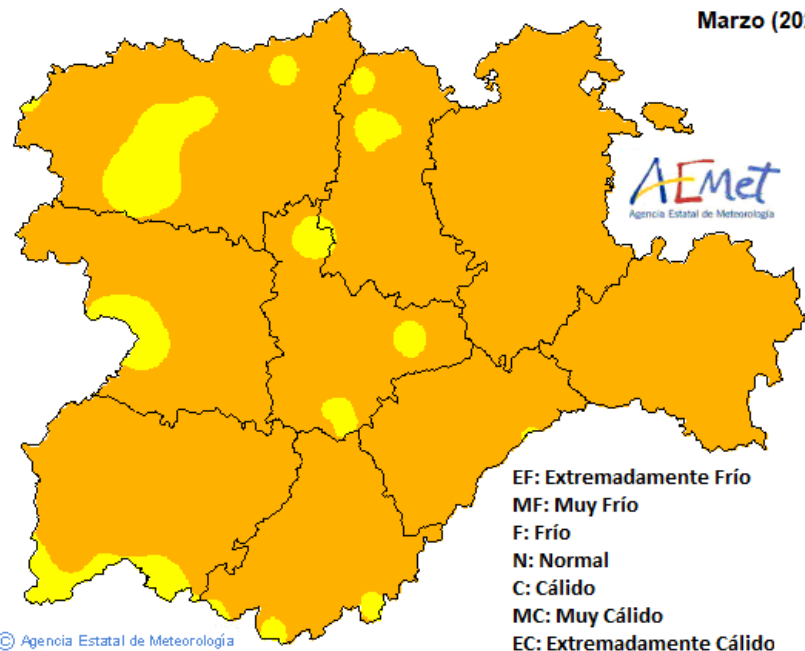 Marzo (202
AEMet
Agencia Estatal de Meteorología
EF: Extremadamente Frío
MF: Muy Frío
F: Frío
N: Normal
C: Cálido
MC: Muy Cálido
EC: Extremadamente Cálido
© Agencia Estatal de Meteorología